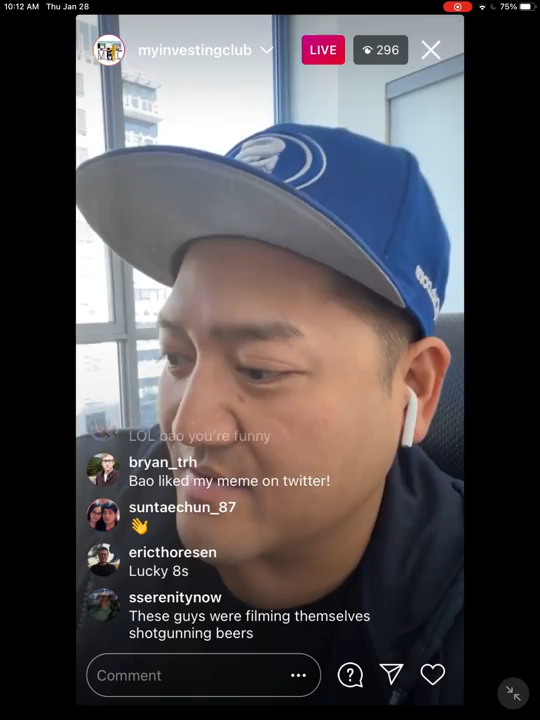 10:12 AM Thu Jan 28
75%
myinvestingclub
LIVE
296
LOL bao you're funny
bryan_trh
Bao liked my meme on twitter!
suntaechun_87
ericthoresen
Lucky 8s
sserenitynow
These guys were filming themselves
shotgunning beers
Comment